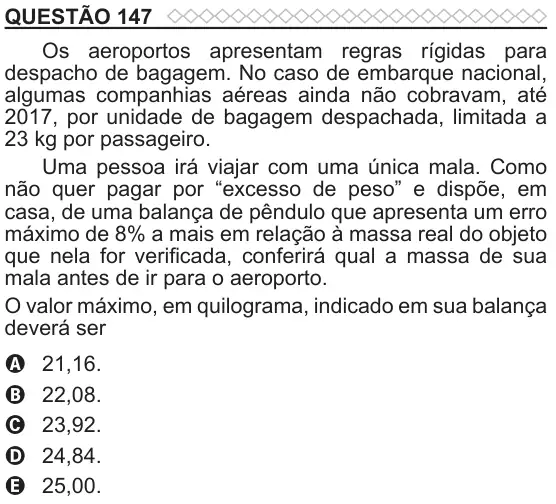 QUESTÃO 147
Os aeroportos apresentam regras rígidas para
despacho de bagagem. No caso de embarque nacional,
algumas companhias aéreas ainda não cobravam, até
2017, por unidade de bagagem despachada, limitada a
23 kg por passageiro.
Uma pessoa irá viajar com uma única mala. Como
não quer pagar por “excesso de peso” e dispõe, em
casa, de uma balança de pêndulo que apresenta um erro
máximo de 8% a mais em relação à massa real do objeto
que nela for verificada, conferirá qual a massa de sua
mala antes de ir para o aeroporto.
O valor máximo, em quilograma, indicado em sua balança
deverá ser
A 21,16.
B 22,08.
C 23,92.
D 24,84.
E 25,00.